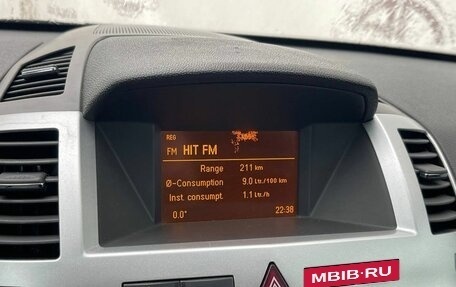 REG
FM HIT FM
Range 211 km
Ø-Consumption 9.0 Ltr./100 km
Inst. consumpt. 1.1 Ltr./h
0.0° 22:38
MBIB·RU